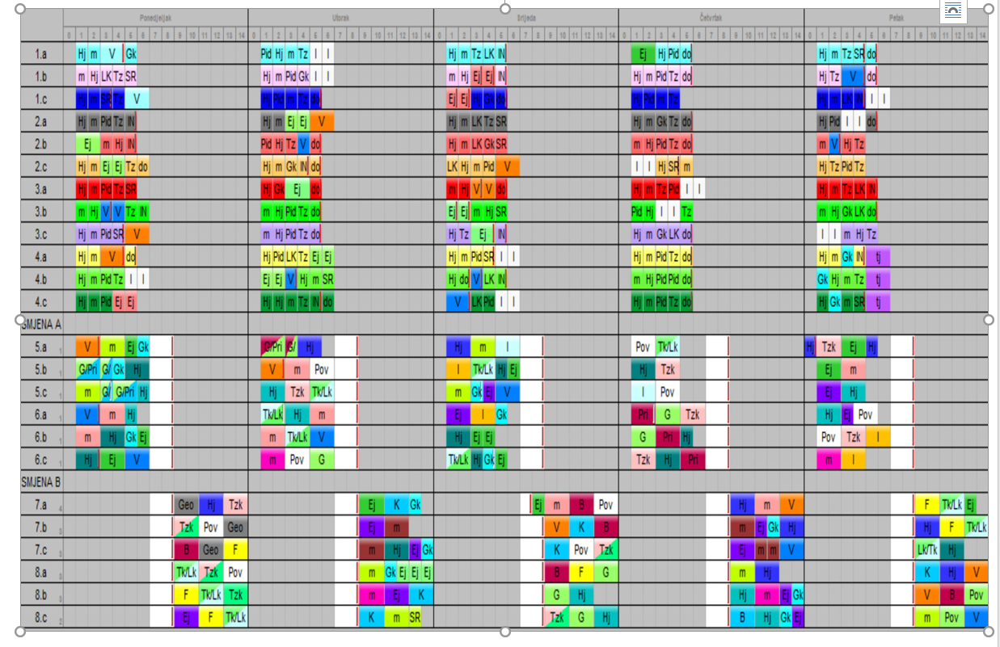 Ponedjeljak Utorak Srijeda Četvrtak Petak
0 1 2 3 4 5 6 7 8 9 10 11 12 13 14 0 1 2 3 4 5 6 7 8 9 10 11 12 13 14 0 1 2 3 4 5 6 7 8 9 10 11 12 13 14 0 1 2 3 4 5 6 7 8 9 10 11 12 13 14 0 1 2 3 4 5 6 7 8 9 10 11 12 13 14
1.a Hj m V Gk Pid Hj m Tz I I Hj m Tz LK IN Ej Hj Pid do Hj m Tz SR do
1.b m Hj LK Tz SR Hj m Pid Gk I I m Hj Ej Ej IN Hj m Pid Tz do Hj Tz V do
1.c Hj m SR Tz V Hj Pid m Tz do Ej Ej Hj Gk do Hj Pid m Tz Hj m LK IN I I
2.a Hj m Pid Tz IN Hj m Ej Ej V Hj m LK Tz SR Hj m Gk Tz do Hj Pid I I do
2.b Ej m Hj IN Pid Hj Tz V do Hj m LK Gk SR m Hj Pid Tz do m V Hj Tz
2.c Hj m Ej Ej Tz do Hj m Gk IN do LK Hj m Pid V I I Hj SR m Hj Tz Pid Tz
3.a Hj m Pid Tz SR Hj Gk Ej do m Hj V V do Hj m Tz Pid I I Hj m Tz LK IN
3.b m Hj V V Tz IN m Hj Pid Tz do Ej Ej m Hj SR Pid Hj I I Tz m Hj Gk LK do
3.c Hj m Pid SR V m Hj Pid Tz do Hj Tz Ej IN Hj m Gk LK do I I m Hj Tz
4.a Hj m V do Hj Pid LK Tz Ej Ej Hj m Pid SR I I Hj m Pid Tz do Hj m Gk IN tj
4.b Hj m Pid Tz I I Ej Ej V Hj m SR Hj do V LK IN m Hj Pid Pid do Gk Hj m Tz tj
4.c Hj m Pid Ej Ej Hj Hj m Tz IN do V LK Pid I I Hj m Pid Tz do Hj Gk m SR tj
SMJENA A
5.a V m Ej Gk G/Pri G/ Hj Hj m I Pov Tk/Lk Hj Tzk Ej Hj
5.b G/Pri G/ Gk Hj V m Pov I Tk/Lk Hj Ej Hj Tzk Ej m
5.c m G/ G/Pri Hj Hj Tzk Tk/Lk m Gk Ej V I Pov Ej Hj
6.a V m Hj Tk/Lk Hj m Ej I Gk Pri G Tzk Hj Ej Pov
6.b m Hj Gk Ej m Tk/Lk V Hj Ej Ej G Pri Hj Pov Tzk I
6.c Hj Ej V m Pov G Tk/Lk Hj Gk Ej Tzk Hj Pri m I
SMJENA B
7.a Geo Hj Tzk Ej K Gk Ej m B Pov Hj m V F Tk/Lk Ej
7.b Tzk Pov Geo Ej m V K B m Ej Gk Hj Hj F Tk/Lk
7.c B Geo F m Hj Ej Gk K Pov Tzk Ej m m V Lk/Tk Hj
8.a Tk/Lk Tzk Pov m Gk Ej Ej Ej B F G m Hj K Hj V
8.b F Tk/Lk Tzk m Ej K G Hj Hj m Ej Gk V B Pov
8.c Ej F Tk/Lk K m SR Tzk G Hj B Hj Gk Ej m Pov V